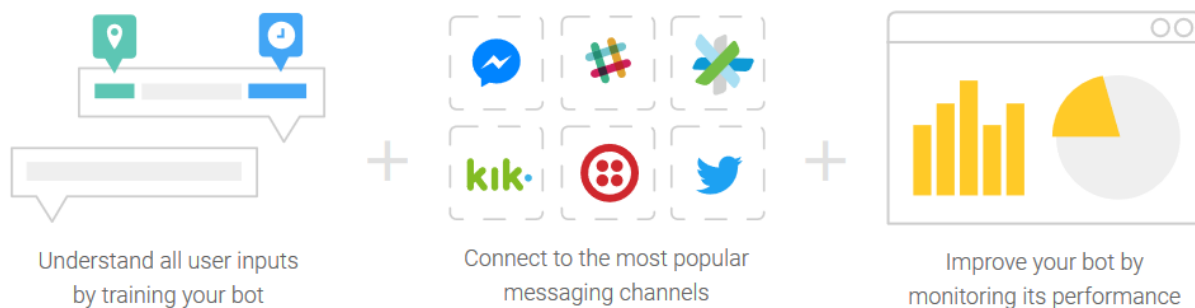 kik
Understand all user inputs
by training your bot
Connect to the most popular
messaging channels
Improve your bot by
monitoring its performance